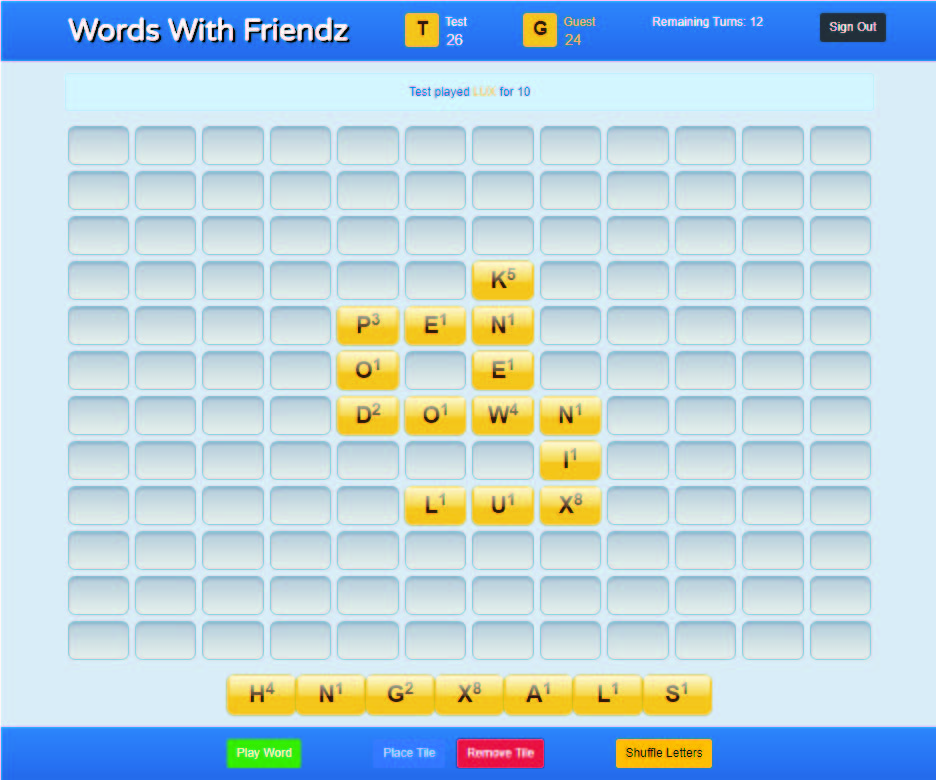 Words With Friendz
T Test 26
G Guest 24
Remaining Turns: 12
Sign Out
Test played LUX for 10
K5
P3 E1 N1
O1 E1
D2 O1 W4 N1
I1
L1 U1 X8
H4 N1 G2 X8 A1 L1 S1
Play Word Place Tile Remove Tile Shuffle Letters